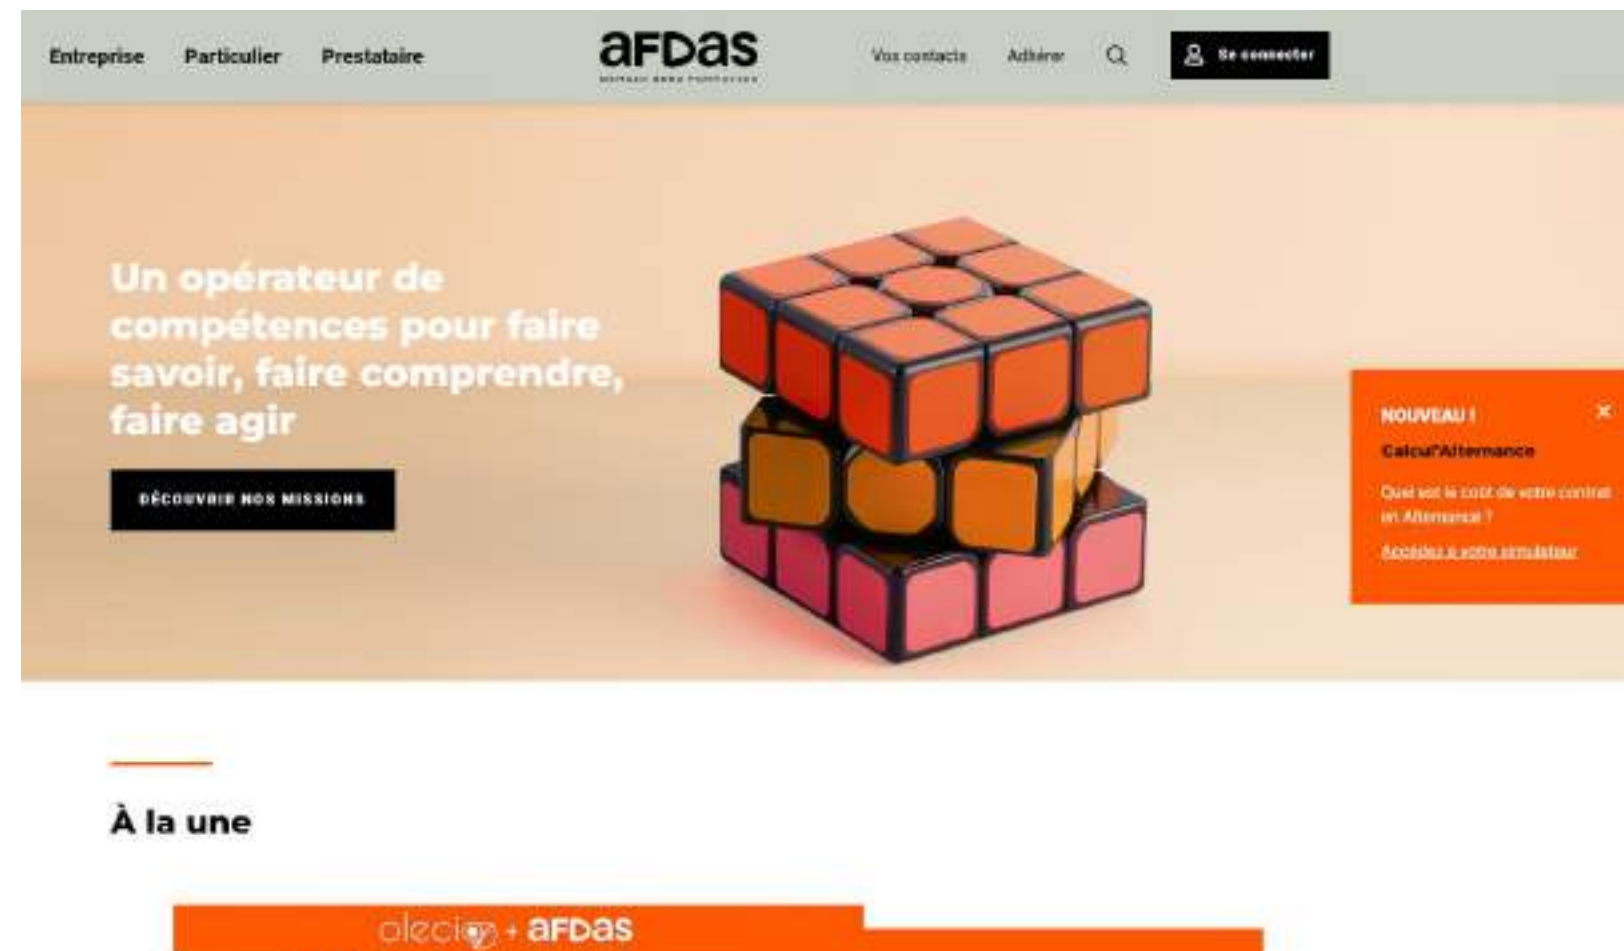 Entreprise Particulier Prestataire
aFDas
Vos contacts Adhérer Se connecter
Un opérateur de
compétences pour faire
savoir, faire comprendre,
faire agir
DÉCOUVRIR NOS MISSIONS
NOUVEAU !
Calcul'Alternance
Quel est le coût de votre contrat
en Alternance ?
Accédez à votre simulateur
À la une
olecio + aFDas